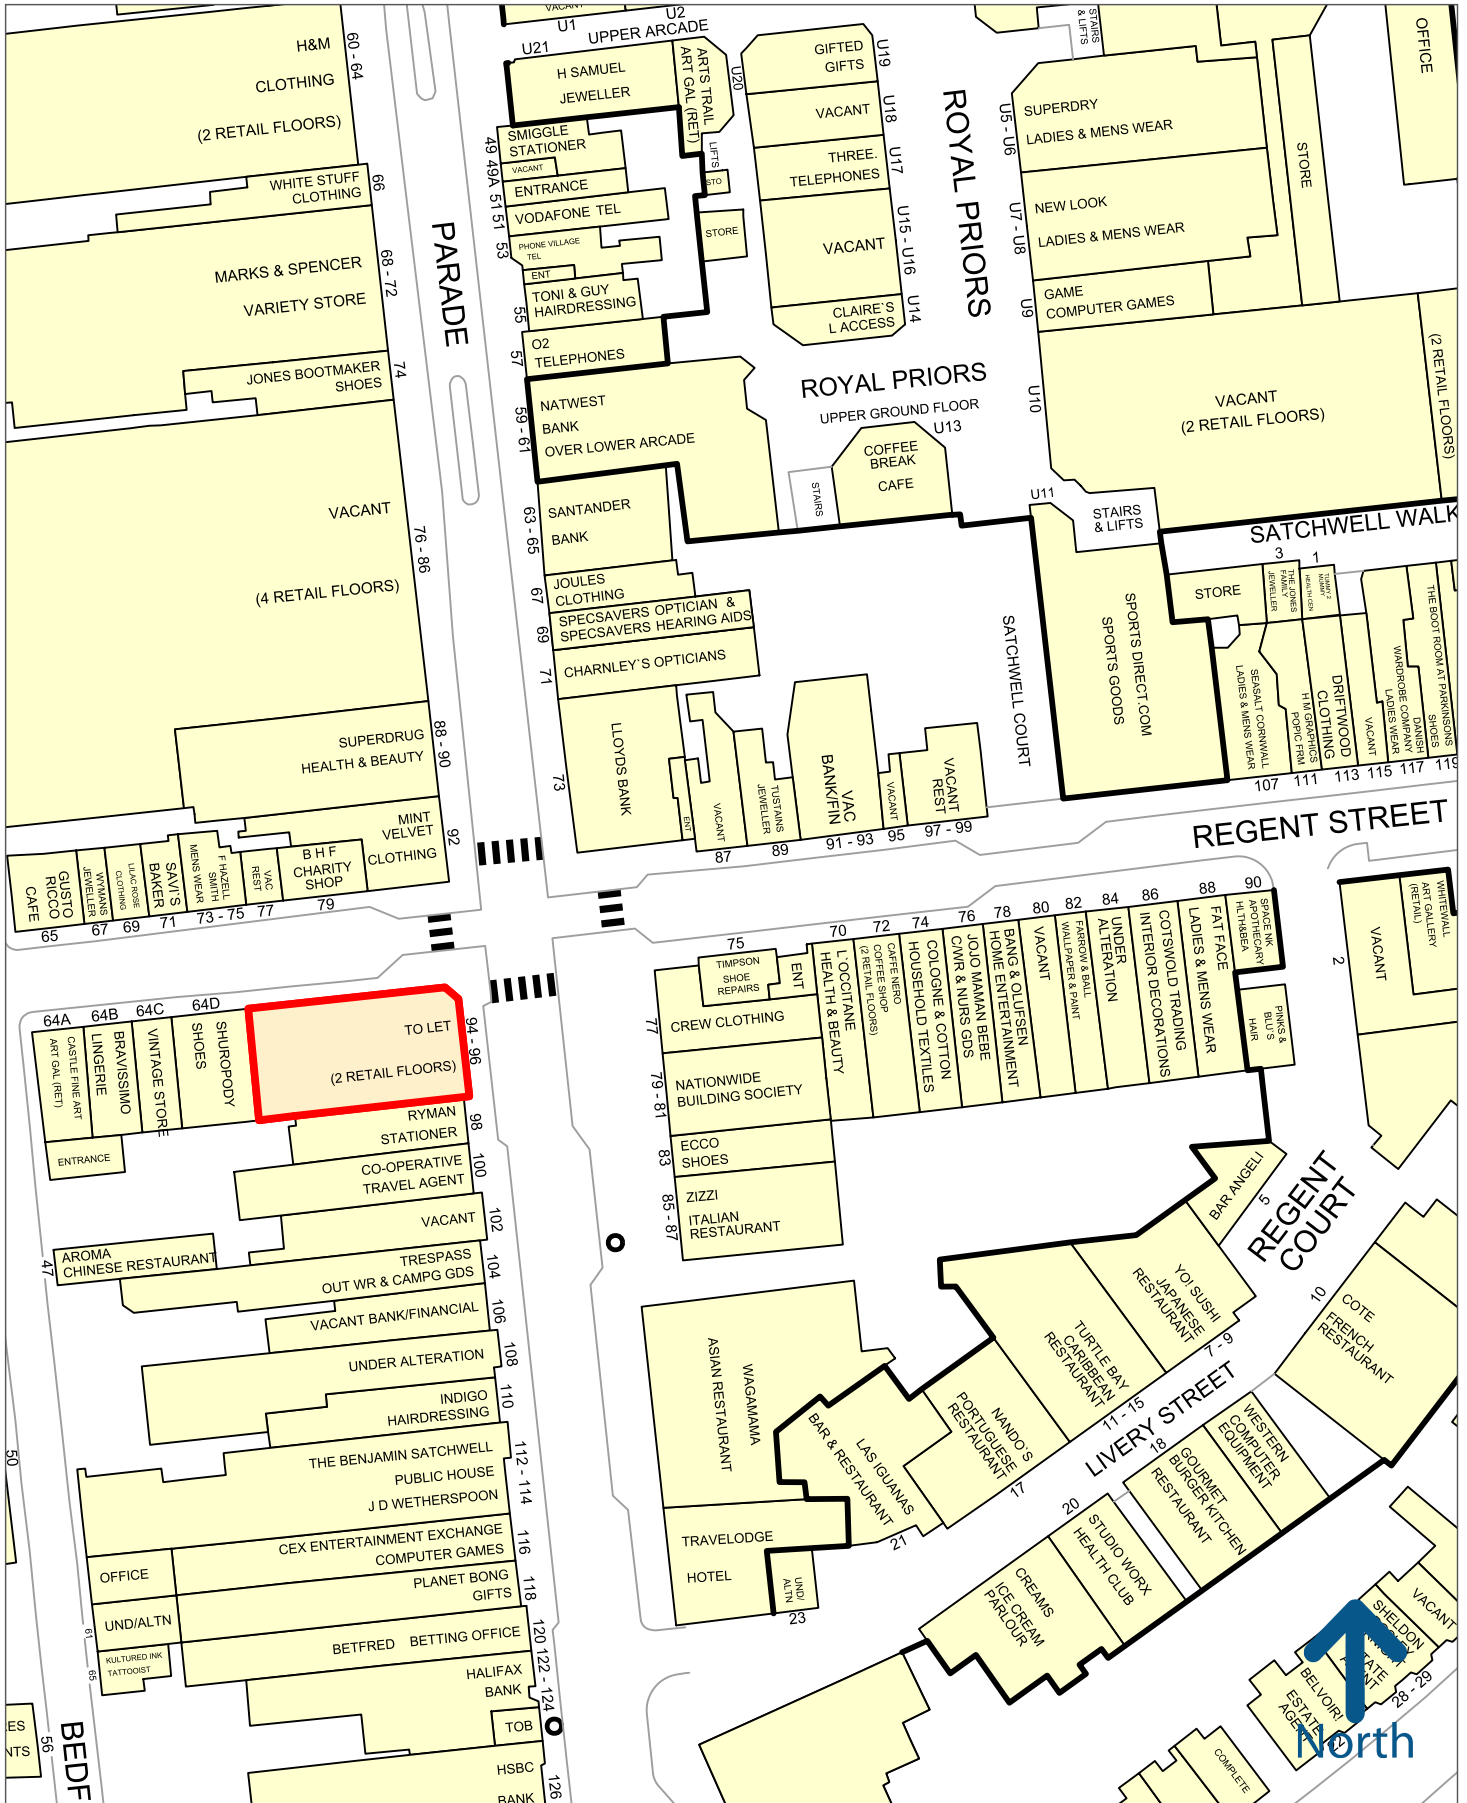 H&M
CLOTHING
(2 RETAIL FLOORS)
60 - 64
WHITE STUFF
CLOTHING
66
MARKS & SPENCER
VARIETY STORE
68 - 72
JONES BOOTMAKER
SHOES
74
VACANT
(4 RETAIL FLOORS)
76 - 86
SUPERDRUG
HEALTH & BEAUTY
88 - 90
MINT
VELVET
CLOTHING
92
PARADE
GUSTO
RICCO
CAFE
65
WYMANS
JEWELLER
67
LILAC ROSE
CLOTHING
69
SAVI`S
BAKER
71
F HAZELL
SMITH
MENS WEAR
73 - 75
VAC
REST
77
B H F
CHARITY
SHOP
79
VACANT
U1
U2
UPPER ARCADE
U21
H SAMUEL
JEWELLER
ARTS TRAIL
ART GAL (RET)
U20
LIFTS
STO
STORE
SMIGGLE
STATIONER
49
VACANT
49A
ENTRANCE
51
VODAFONE TEL
51
PHONE VILLAGE
TEL
53
ENT
TONI & GUY
HAIRDRESSING
55
O2
TELEPHONES
57
NATWEST
BANK
OVER LOWER ARCADE
59 - 61
SANTANDER
BANK
63 - 65
JOULES
CLOTHING
67
SPECSAVERS OPTICIAN &
SPECSAVERS HEARING AIDS
69
CHARNLEY`S OPTICIANS
71
LLOYDS BANK
73
ENT
VACANT
87
TUSTAINS
JEWELLER
89
VAC
BANK/FIN
91 - 93
VACANT
95
VACANT
REST
97 - 99
GIFTED
GIFTS
U19
VACANT
U18
THREE.
TELEPHONES
U17
VACANT
U15 - U16
CLAIRE`S
L ACCESS
U14
ROYAL PRIORS
ROYAL PRIORS
UPPER GROUND FLOOR
U13
COFFEE
BREAK
CAFE
STAIRS
STAIRS
& LIFTS
OFFICE
SUPERDRY
LADIES & MENS WEAR
U5 - U6
NEW LOOK
LADIES & MENS WEAR
U7 - U8
GAME
COMPUTER GAMES
U9
STORE
VACANT
(2 RETAIL FLOORS)
U10
(2 RETAIL FLOORS)
U11
STAIRS
& LIFTS
SATCHWELL WALK
SATCHWELL COURT
SPORTS DIRECT.COM
SPORTS GOODS
STORE
3
THE JONES
FAMILY
JEWELLER
1
TUMMY 2
MUMMY
HEALTH CEN
SEASALT CORNWALL
LADIES & MENS WEAR
107
H M GRAPHICS
POPIC FRM
111
DRIFTWOOD
CLOTHING
113
VACANT
115
WARDROBE COMPANY
LADIES WEAR
DANISH
117
THE BOOT ROOM AT PARKINSONS
SHOES
119
REGENT STREET
64A
CASTLE FINE ART
ART GAL (RET)
64B
BRAVISSIMO
LINGERIE
64C
VINTAGE STORE
64D
SHUROPODY
SHOES
ENTRANCE
TO LET
(2 RETAIL FLOORS)
94 - 96
RYMAN
STATIONER
98
CO-OPERATIVE
TRAVEL AGENT
100
VACANT
102
AROMA
CHINESE RESTAURANT
47
TRESPASS
OUT WR & CAMPG GDS
104
VACANT BANK/FINANCIAL
106
UNDER ALTERATION
108
INDIGO
HAIRDRESSING
110
THE BENJAMIN SATCHWELL
PUBLIC HOUSE
J D WETHERSPOON
112 - 114
CEX ENTERTAINMENT EXCHANGE
COMPUTER GAMES
116
OFFICE
PLANET BONG
GIFTS
118
UND/ALTN
61
BETFRED BETTING OFFICE
120
KULTURED INK
TATTOOIST
65
HALIFAX
BANK
122 - 124
TOB
HSBC
BANK
126
50
56
BEDF
75
TIMPSON
SHOE
REPAIRS
ENT
CREW CLOTHING
77
NATIONWIDE
BUILDING SOCIETY
79 - 81
ECCO
SHOES
83
ZIZZI
ITALIAN
RESTAURANT
85 - 87
70
L`OCCITANE
HEALTH & BEAUTY
72
CAFFE NERO
COFFEE SHOP
(2 RETAIL FLOORS)
74
COLOGNE & COTTON
HOUSEHOLD TEXTILES
76
JOJO MAMAN BEBE
C/WR & NURS GDS
78
BANG & OLUFSEN
HOME ENTERTAINMENT
80
VACANT
82
FARROW & BALL
WALLPAPER & PAINT
84
UNDER
ALTERATION
86
COTSWOLD TRADING
INTERIOR DECORATIONS
88
FAT FACE
LADIES & MENS WEAR
90
SPACE NK
APOTHECARY
HLTH&BEA
PINKS &
BLU`S
HAIR
VACANT
2
WHITEWALL
ART GALLERY
(RETAIL)
REGENT
COURT
BAR ANGELI
5
YO! SUSHI
JAPANESE
RESTAURANT
7 - 9
TURTLE BAY
CARIBBEAN
RESTAURANT
11 - 15
NANDO`S
PORTUGUESE
RESTAURANT
17
LAS IGUANAS
BAR & RESTAURANT
21
WAGAMAMA
ASIAN RESTAURANT
TRAVELODGE
HOTEL
UND/
ALTN
23
LIVERY STREET
10
COTE
FRENCH
RESTAURANT
WESTERN
COMPUTER
EQUIPMENT
18
GOURMET
BURGER KITCHEN
RESTAURANT
20
STUDIO WORX
HEALTH CLUB
CREAMS
ICE CREAM
PARLOUR
VACANT
SHELDON
28 - 29
BELVOIR!
ESTATE
COMPLETE
North